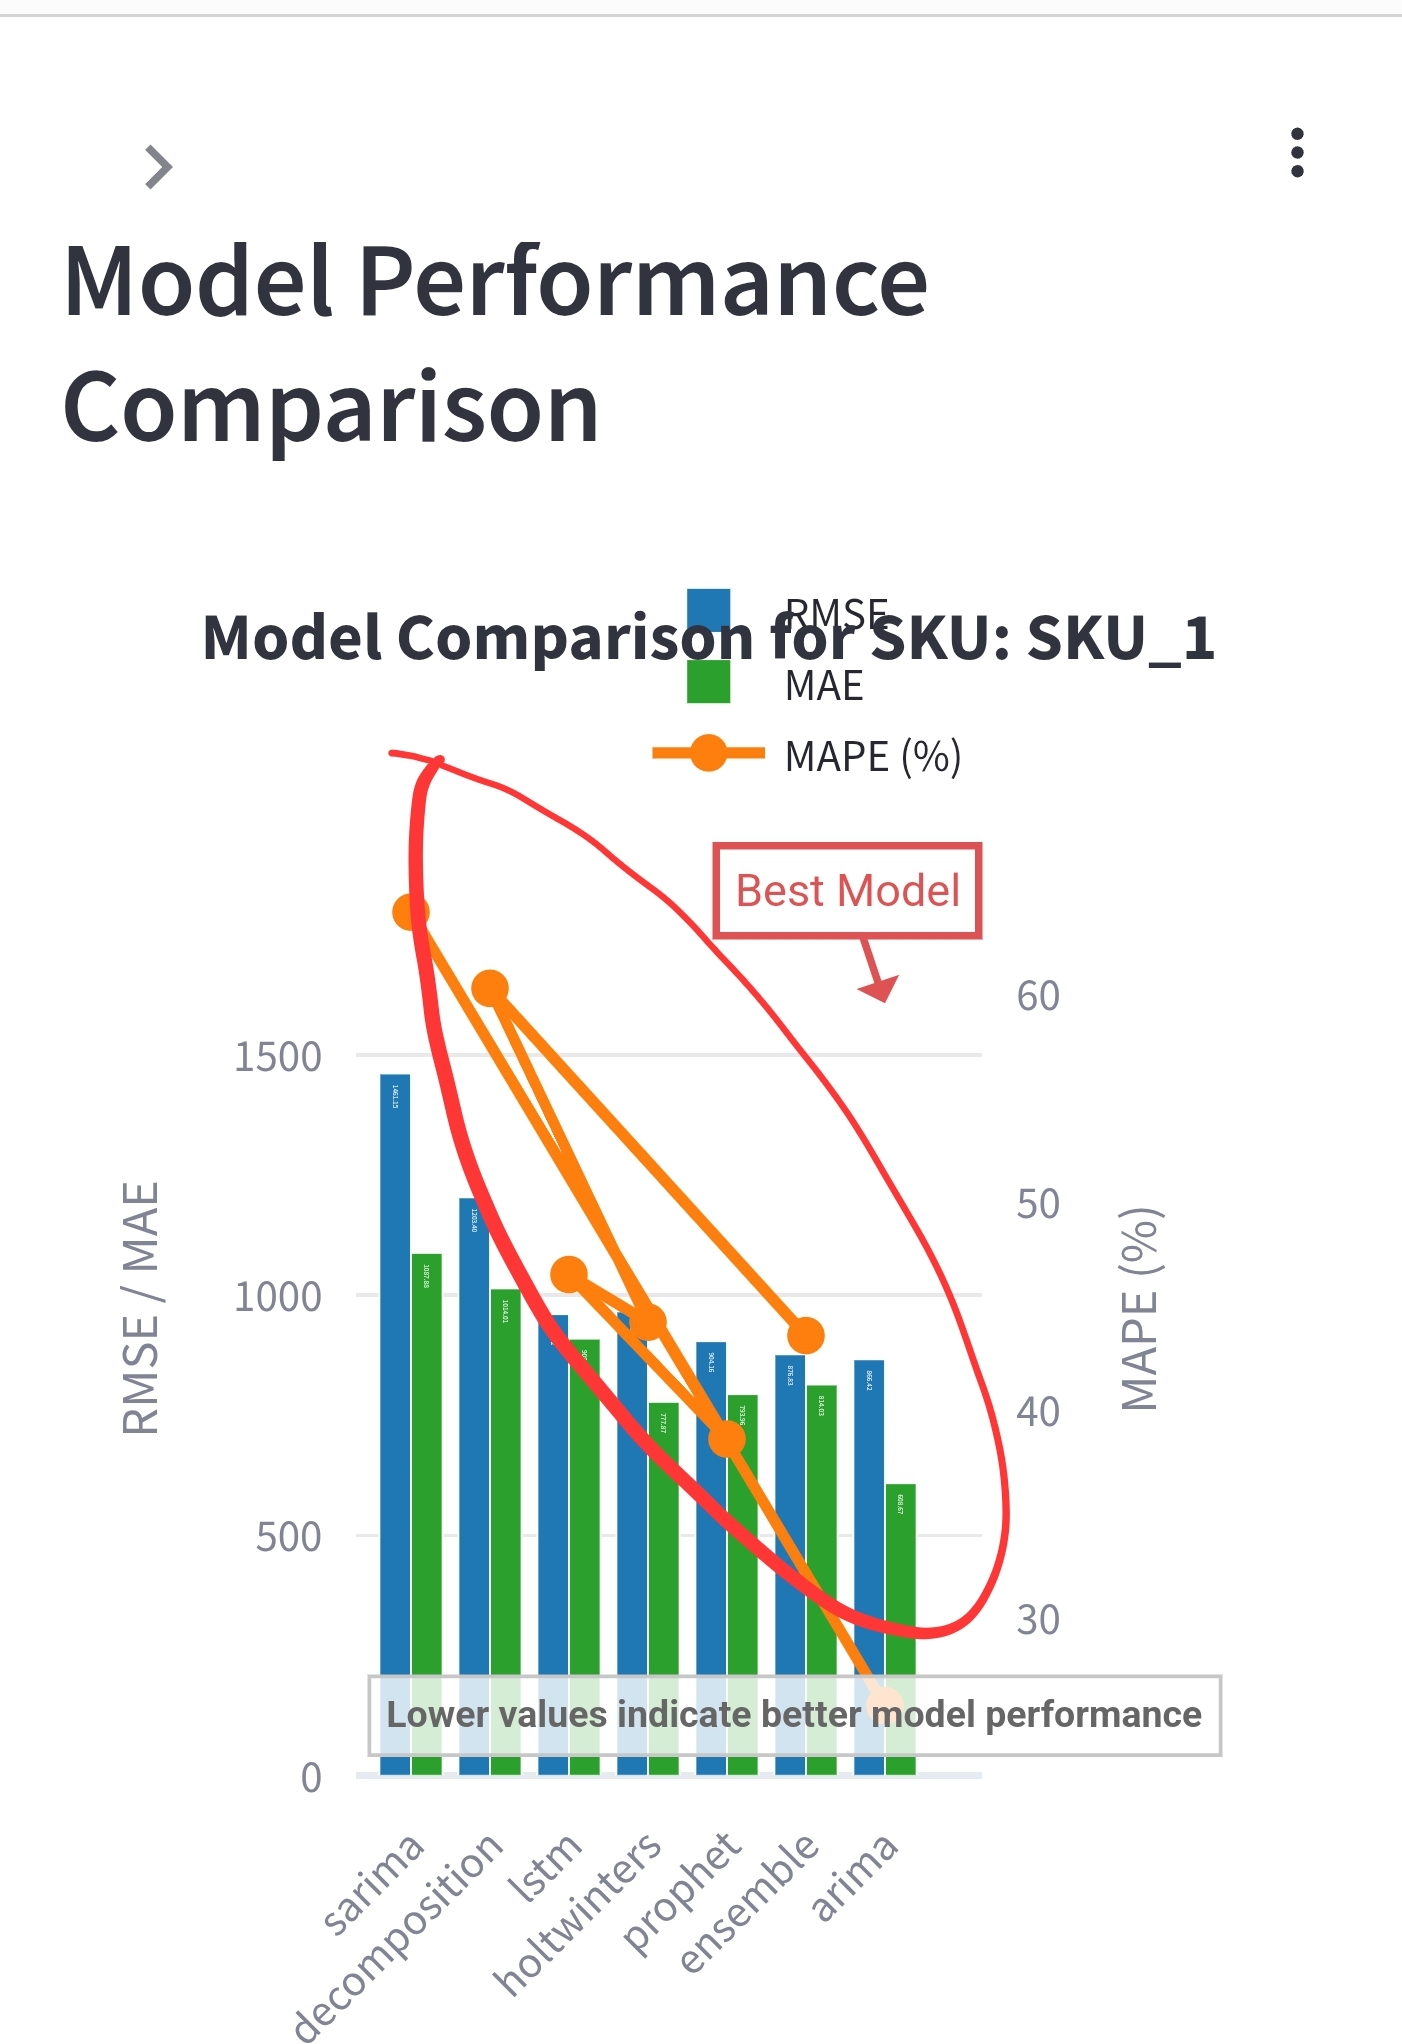 Model Performance
Comparison
RMSE
Model Comparison for SKU: SKU_1
MAE
MAPE (%)
Best Model
60
1500
50
1000
40
500
30
0
RMSE / MAE
MAPE (%)
1461.15
1087.88
1203.40
1014.01
777.87
904.16
793.96
876.83
814.03
866.42
608.67
Lower values indicate better model performance
sarima
decomposition
lstm
holtwinters
prophet
ensemble
arima